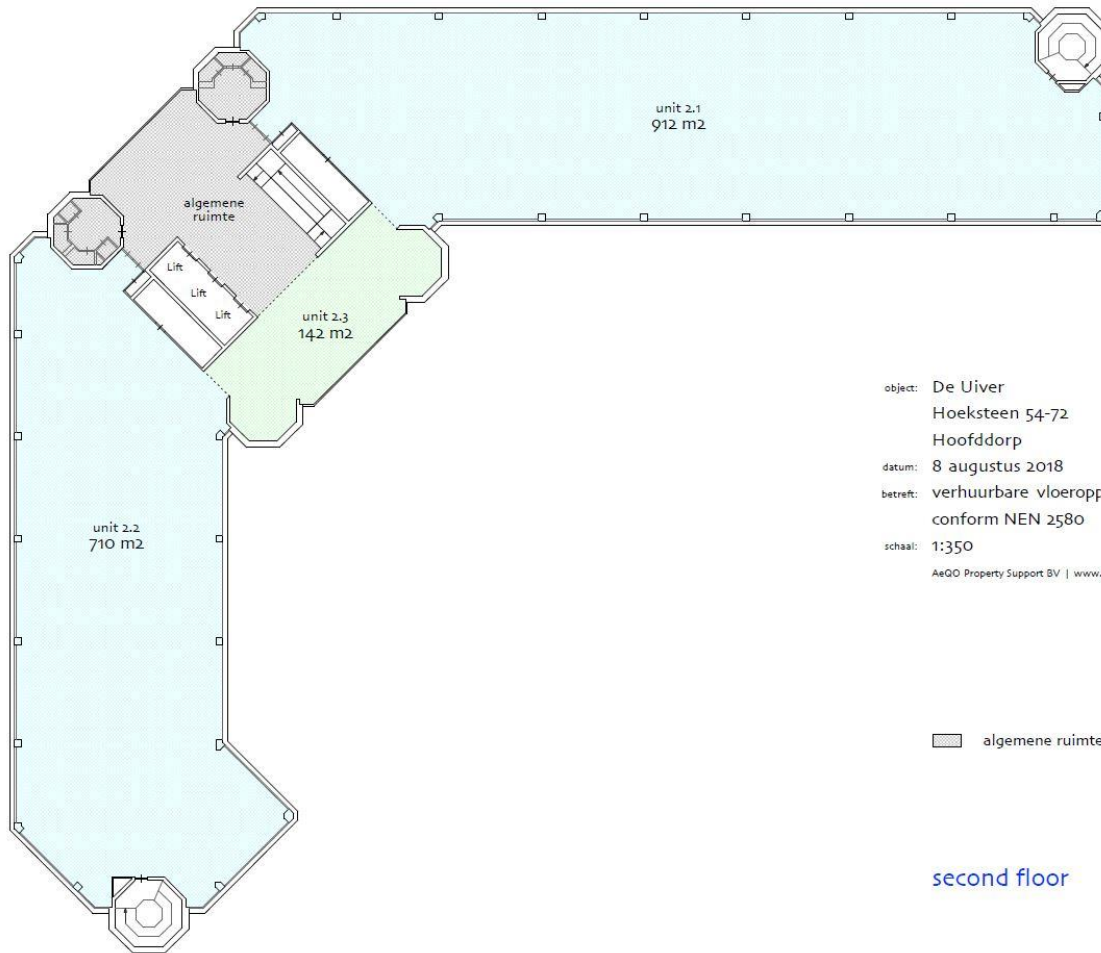 unit 2.1
912 m2
algemene
ruimte
Lift
Lift
Lift
unit 2.3
142 m2
unit 2.2
710 m2
object: De Uiver
Hoeksteen 54-72
Hoofddorp
datum: 8 augustus 2018
betreft: verhuurbare vloeropp
conform NEN 2580
schaal: 1:350
AeQO Property Support BV | www.
algemene ruimte
second floor